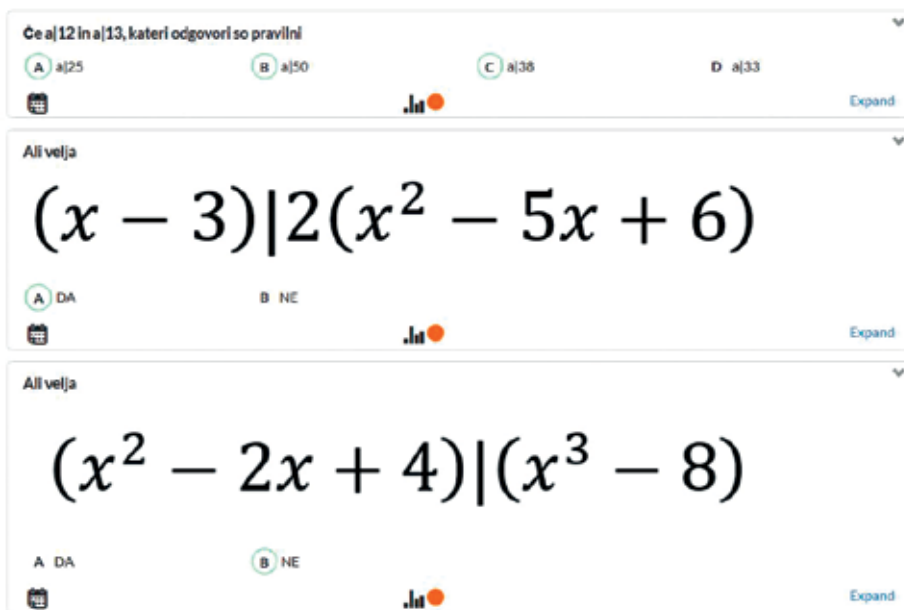 Če a|12 in a|13, kateri odgovori so pravilni
A a|25 B a|50 C a|38 D a|33
Expand
Ali velja
(x − 3)|2(x² − 5x + 6)
A DA B NE
Expand
Ali velja
(x² − 2x + 4)|(x³ − 8)
A DA B NE
Expand